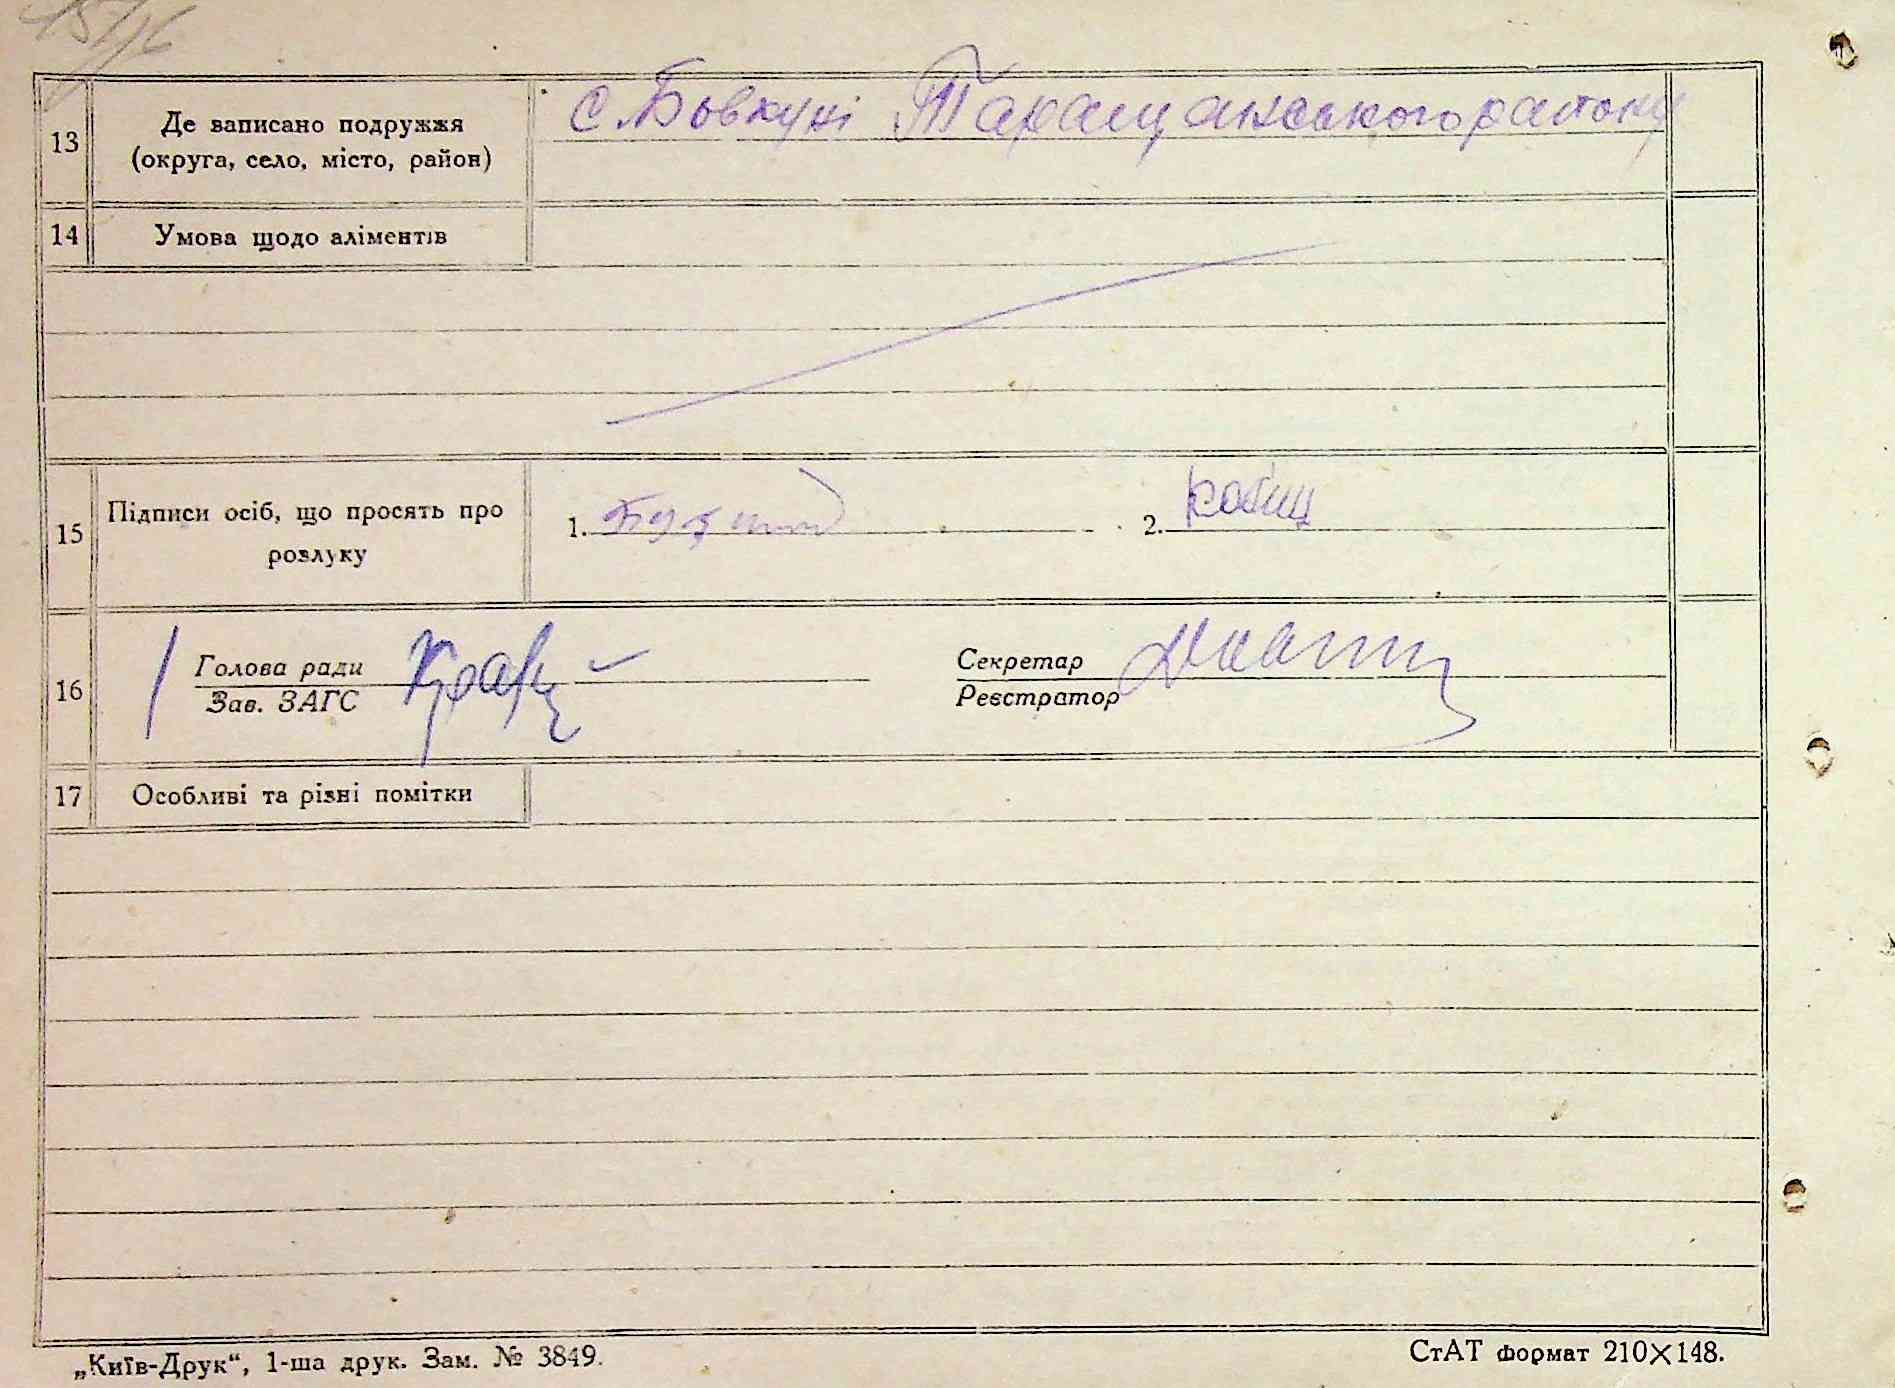 13
Де записано подружжя
(округа, село, місто, район)
с. Бовкуні Таращанського району
14
Умова щодо аліментів
15
Підписи осіб, що просять про
розлуку
1.
2.
16
Голова ради
Зав. ЗАГС
Секретар
Реєстратор
17
Особливі та різні помітки
„Київ-Друк“, 1-ша друк. Зам. № 3849.
СтАТ формат 210×148.